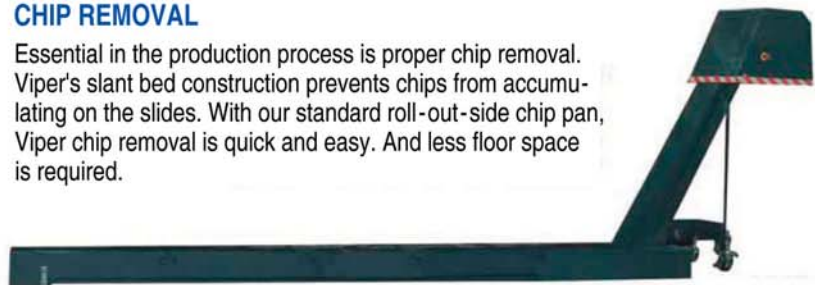 CHIP REMOVAL
Essential in the production process is proper chip removal.
Viper's slant bed construction prevents chips from accumu-
lating on the slides. With our standard roll-out-side chip pan,
Viper chip removal is quick and easy. And less floor space
is required.